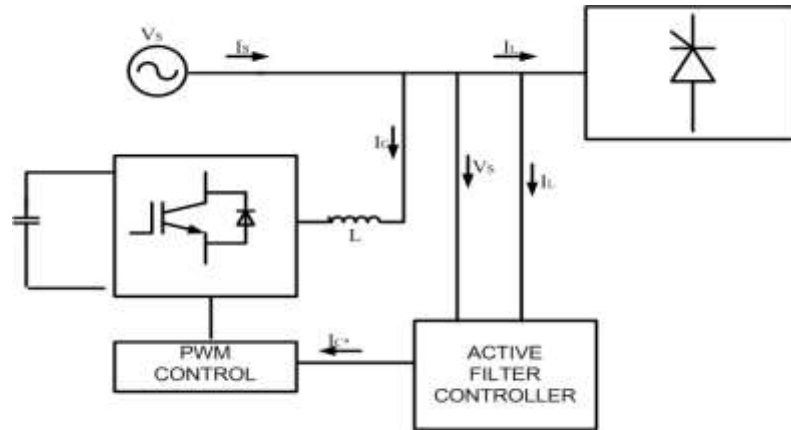 VS
IS
IL
IC
VS
IL
L
IC*
PWM
CONTROL
ACTIVE
FILTER
CONTROLLER